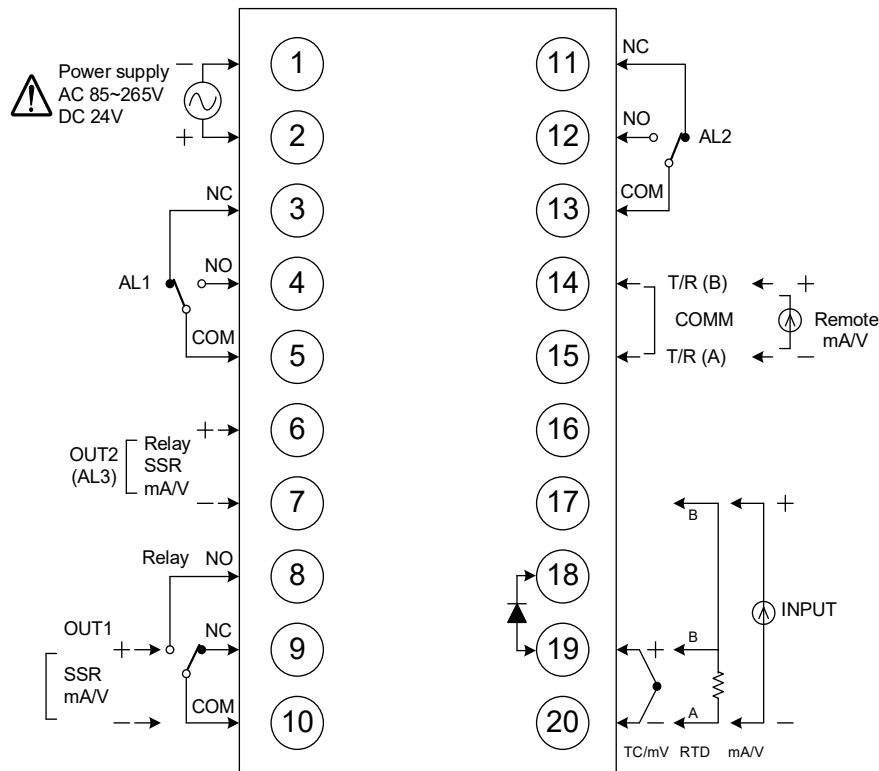 Power supply
AC 85~265V
DC 24V
−
+
1
2
NC
3
AL1
NO
4
COM
5
+
6
OUT2
(AL3)
Relay
SSR
mA/V
−
7
Relay
NO
8
OUT1
+
NC
9
SSR
mA/V
−
COM
10
NC
11
NO
12
AL2
COM
13
14
T/R (B)
+
COMM
Remote
mA/V
15
T/R (A)
−
16
17
B
+
18
INPUT
19
+
B
20
−
A
−
TC/mV RTD mA/V